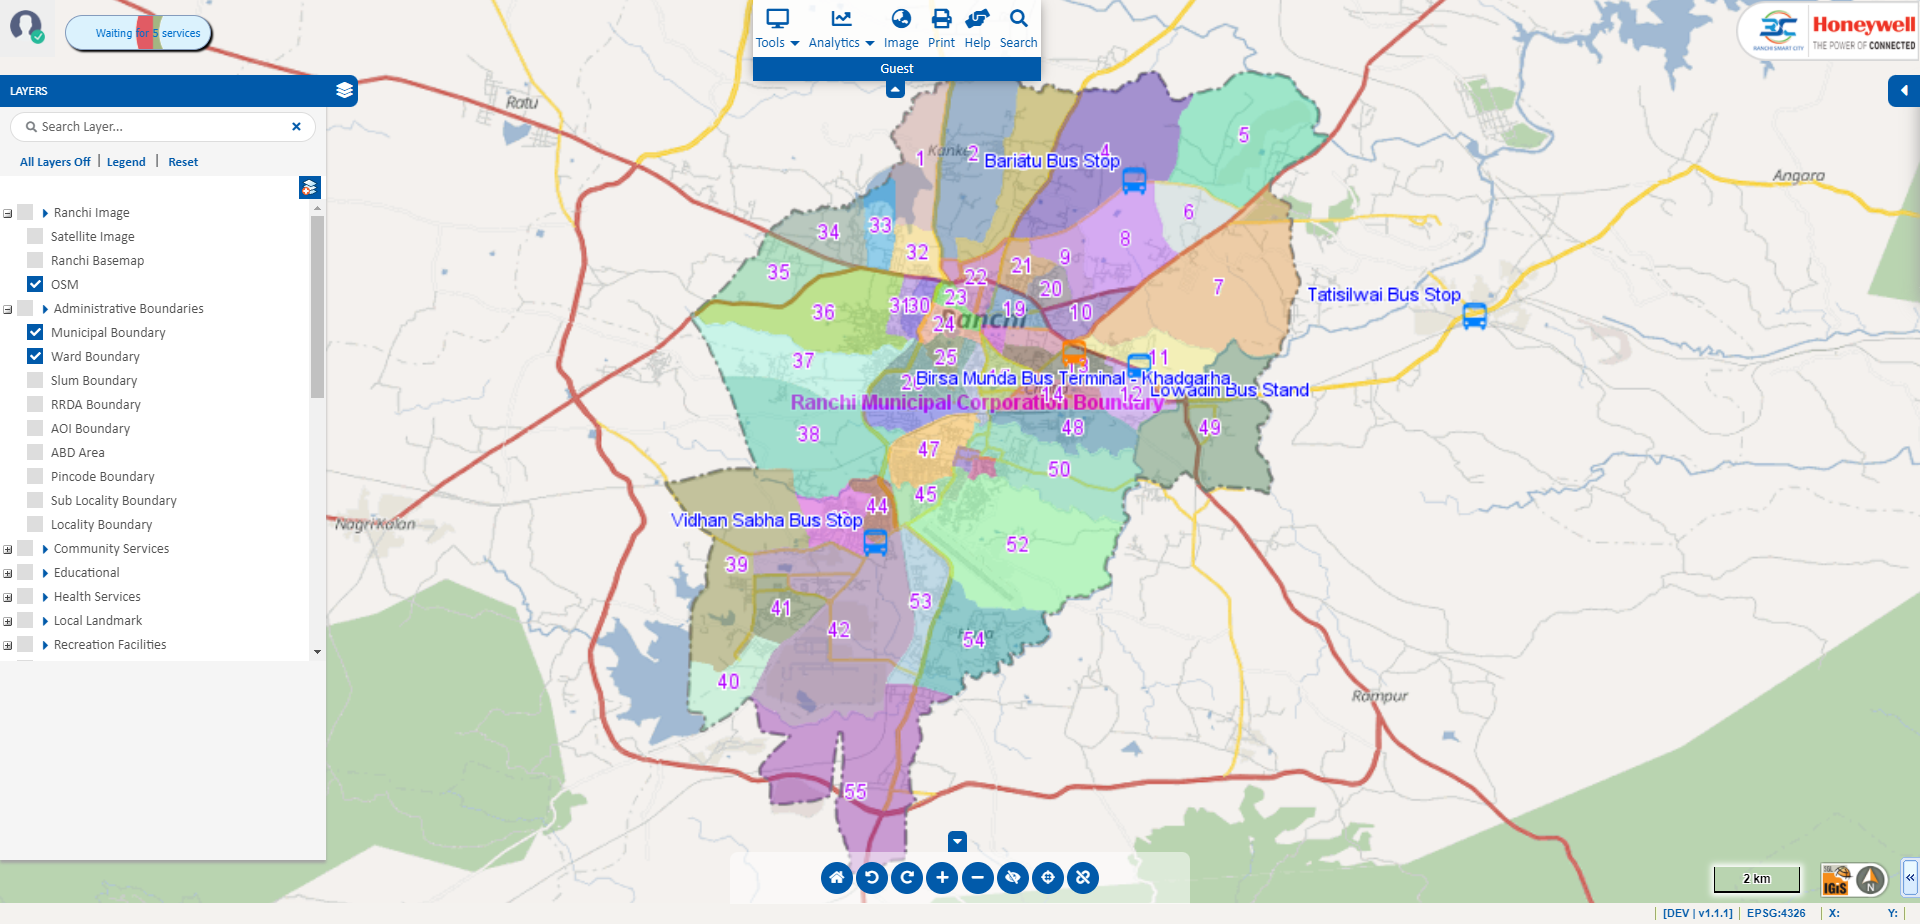 Waiting for 5 services
Tools
Analytics
Image
Print
Help
Search
Guest
RANCHI SMART CITY
Honeywell
THE POWER OF CONNECTED
LAYERS
Search Layer...
All Layers Off
Legend
Reset
Ranchi Image
Satellite Image
Ranchi Basemap
OSM
Administrative Boundaries
Municipal Boundary
Ward Boundary
Slum Boundary
RRDA Boundary
AOI Boundary
ABD Area
Pincode Boundary
Sub Locality Boundary
Locality Boundary
Community Services
Educational
Health Services
Local Landmark
Recreation Facilities
Ratu
Angara
Nagri Kolan
Rampur
Ranchi
1
2
4
5
Bariatu Bus Stop
6
8
7
9
33
34
32
35
21
22
20
31
30
23
19
10
36
24
Tatisilwai Bus Stop
37
25
11
13
Birsa Munda Bus Terminal - Khadgarha
14
12
Lowadih Bus Stand
Ranchi Municipal Corporation Boundary
38
48
49
47
50
45
44
Vidhan Sabha Bus Stop
52
39
41
42
53
54
40
55
2 km
IGiS
N
[DEV | v1.1.1]
EPSG:4326
X:
Y: